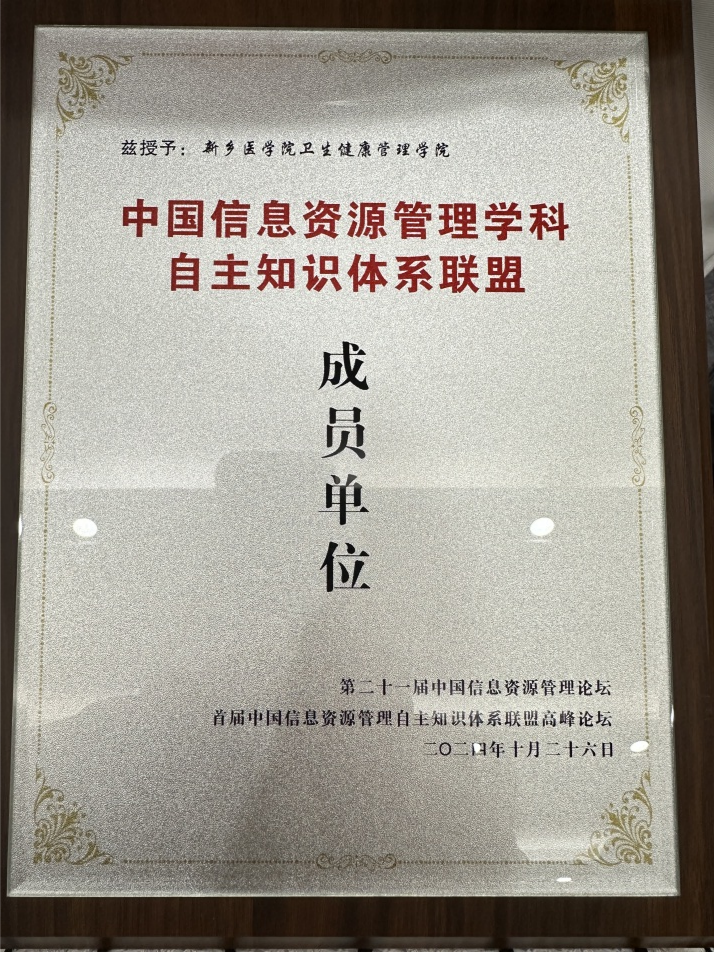 兹授予：新乡医学院卫生健康管理学院
中国信息资源管理学科
自主知识体系联盟
成
员
单
位
第二十一届中国信息资源管理论坛
首届中国信息资源管理自主知识体系联盟高峰论坛
二〇二四年十月二十六日